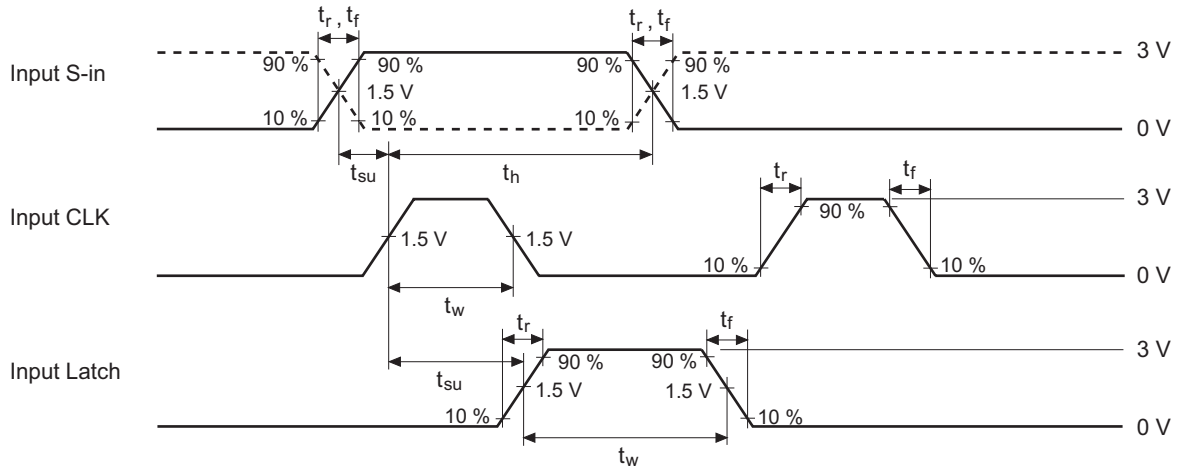 tr , tf
tr , tf
Input S-in
90 %
90 %
90 %
90 %
3 V
1.5 V
1.5 V
10 %
10 %
10 %
10 %
0 V
tsu
th
tr
tf
Input CLK
3 V
90 %
1.5 V
1.5 V
10 %
10 %
0 V
tw
tr
tf
3 V
Input Latch
tsu
90 %
90 %
1.5 V
1.5 V
10 %
10 %
0 V
tw